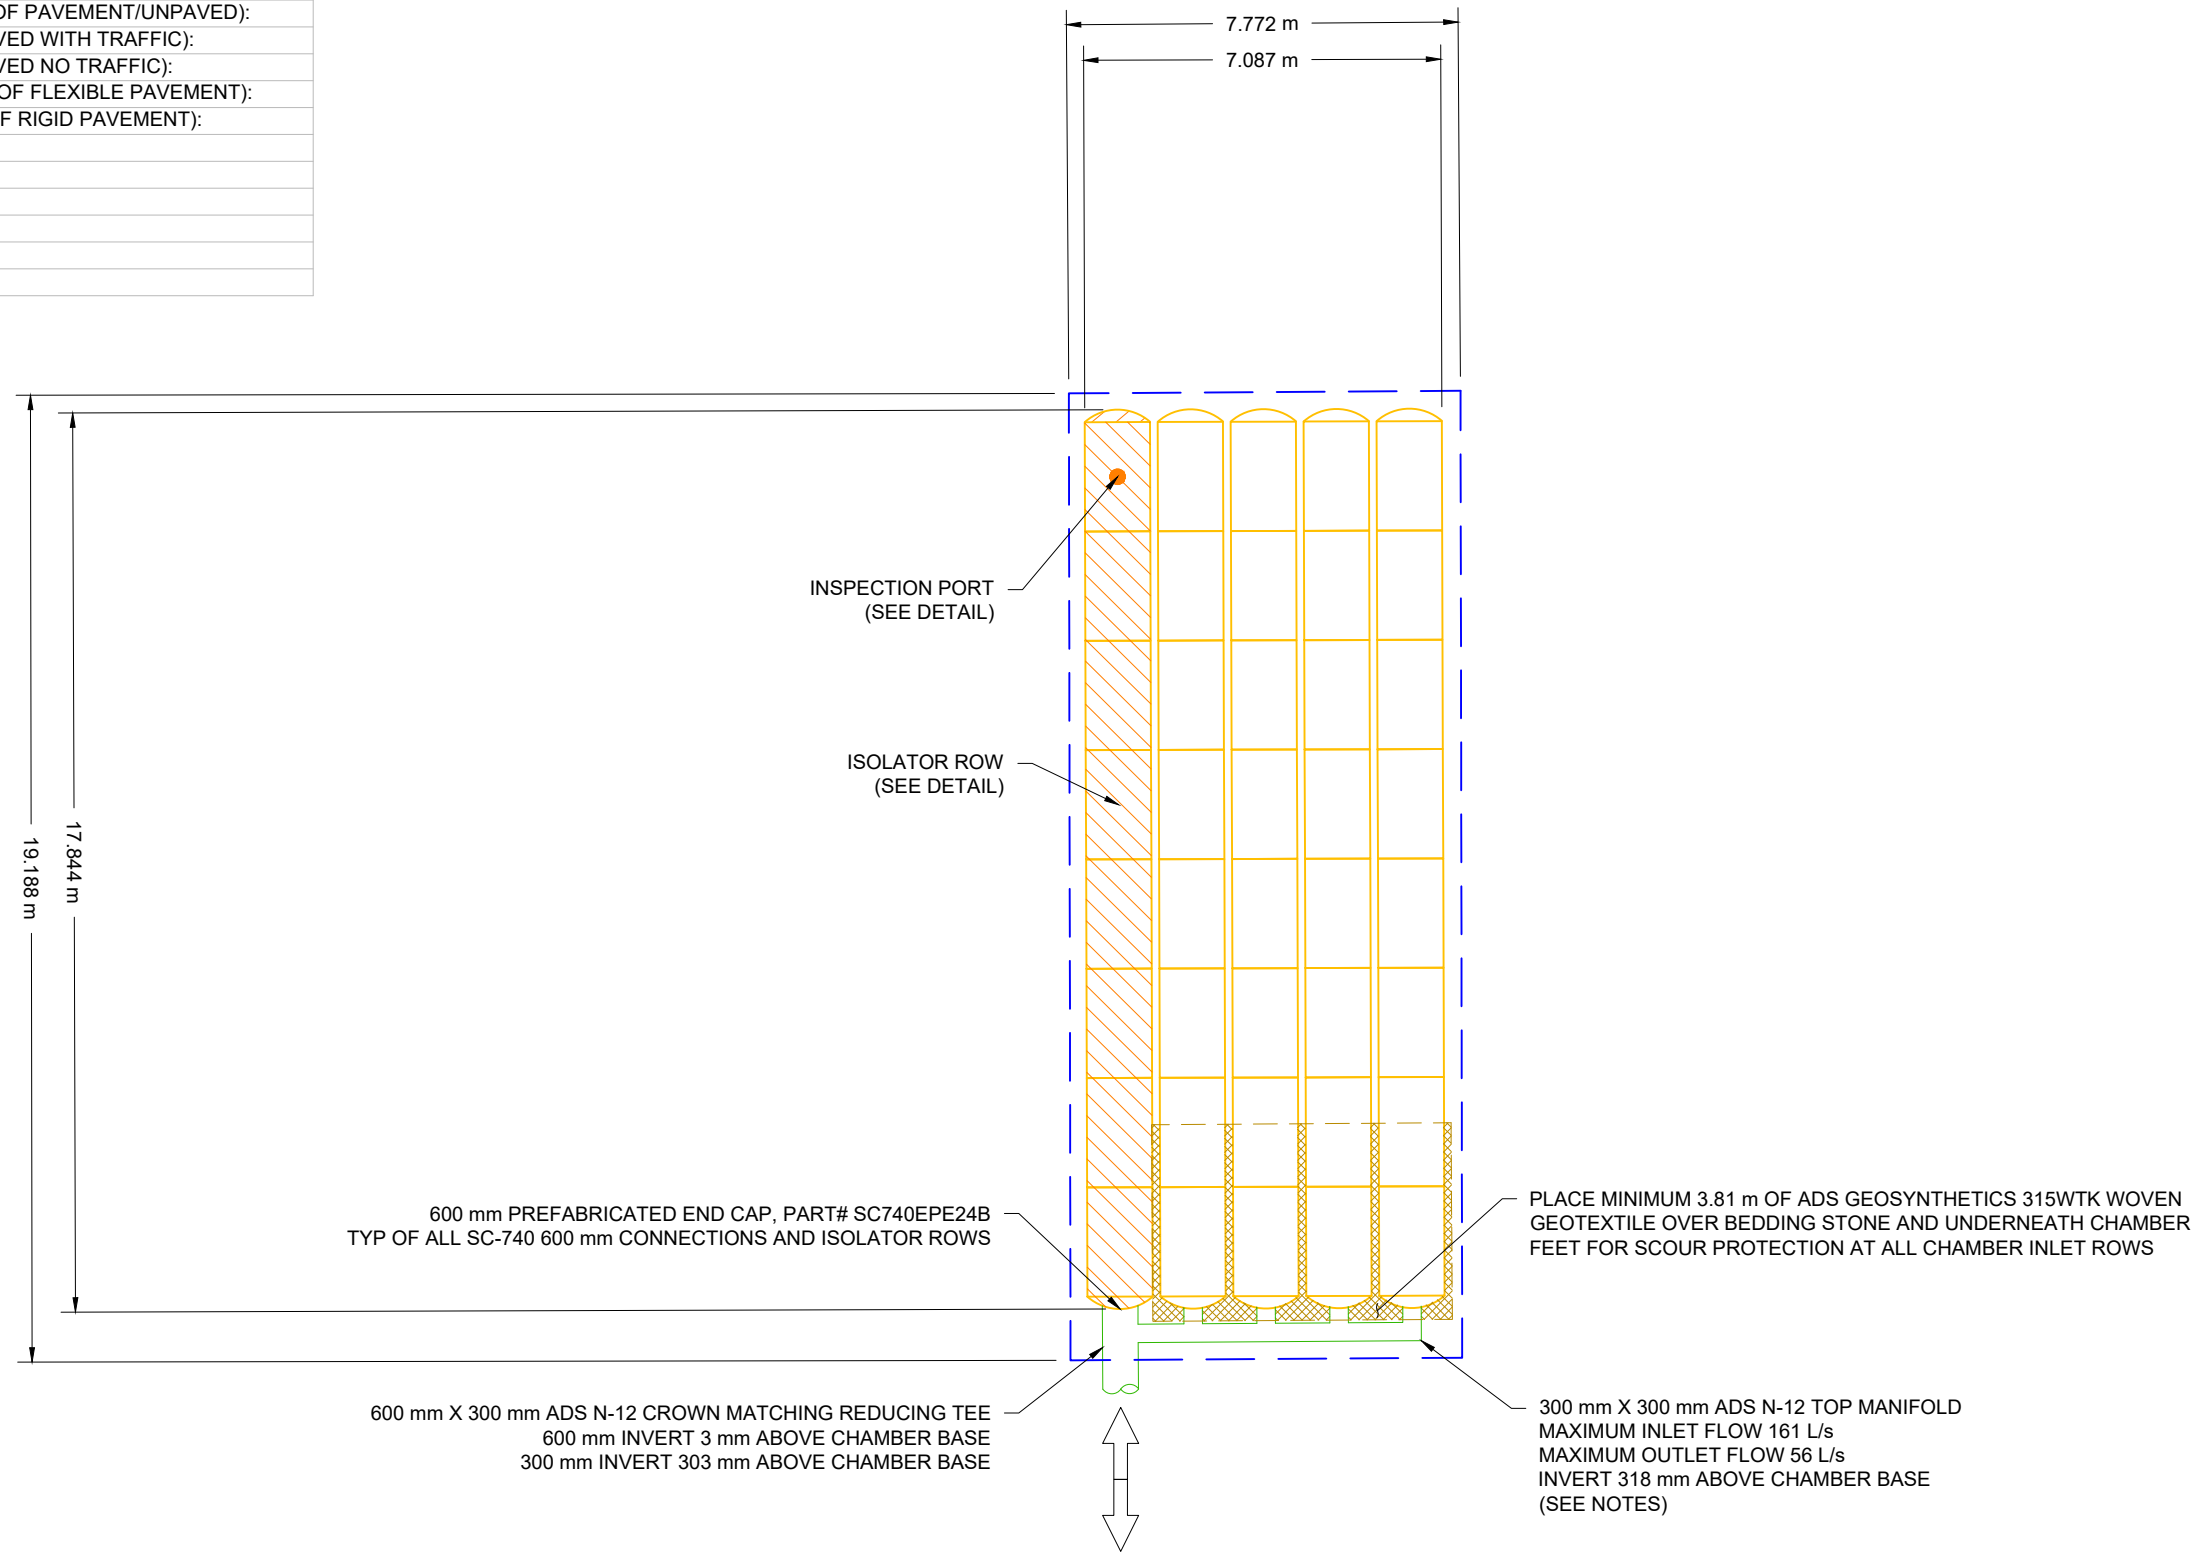 OF PAVEMENT/UNPAVED):
VED WITH TRAFFIC):
VED NO TRAFFIC):
OF FLEXIBLE PAVEMENT):
F RIGID PAVEMENT):
7.772 m
7.087 m
19.188 m
17.844 m
INSPECTION PORT
(SEE DETAIL)
ISOLATOR ROW
(SEE DETAIL)
600 mm PREFABRICATED END CAP, PART# SC740EPE24B
TYP OF ALL SC-740 600 mm CONNECTIONS AND ISOLATOR ROWS
PLACE MINIMUM 3.81 m OF ADS GEOSYNTHETICS 315WTK WOVEN
GEOTEXTILE OVER BEDDING STONE AND UNDERNEATH CHAMBER
FEET FOR SCOUR PROTECTION AT ALL CHAMBER INLET ROWS
600 mm X 300 mm ADS N-12 CROWN MATCHING REDUCING TEE
600 mm INVERT 3 mm ABOVE CHAMBER BASE
300 mm INVERT 303 mm ABOVE CHAMBER BASE
300 mm X 300 mm ADS N-12 TOP MANIFOLD
MAXIMUM INLET FLOW 161 L/s
MAXIMUM OUTLET FLOW 56 L/s
INVERT 318 mm ABOVE CHAMBER BASE
(SEE NOTES)